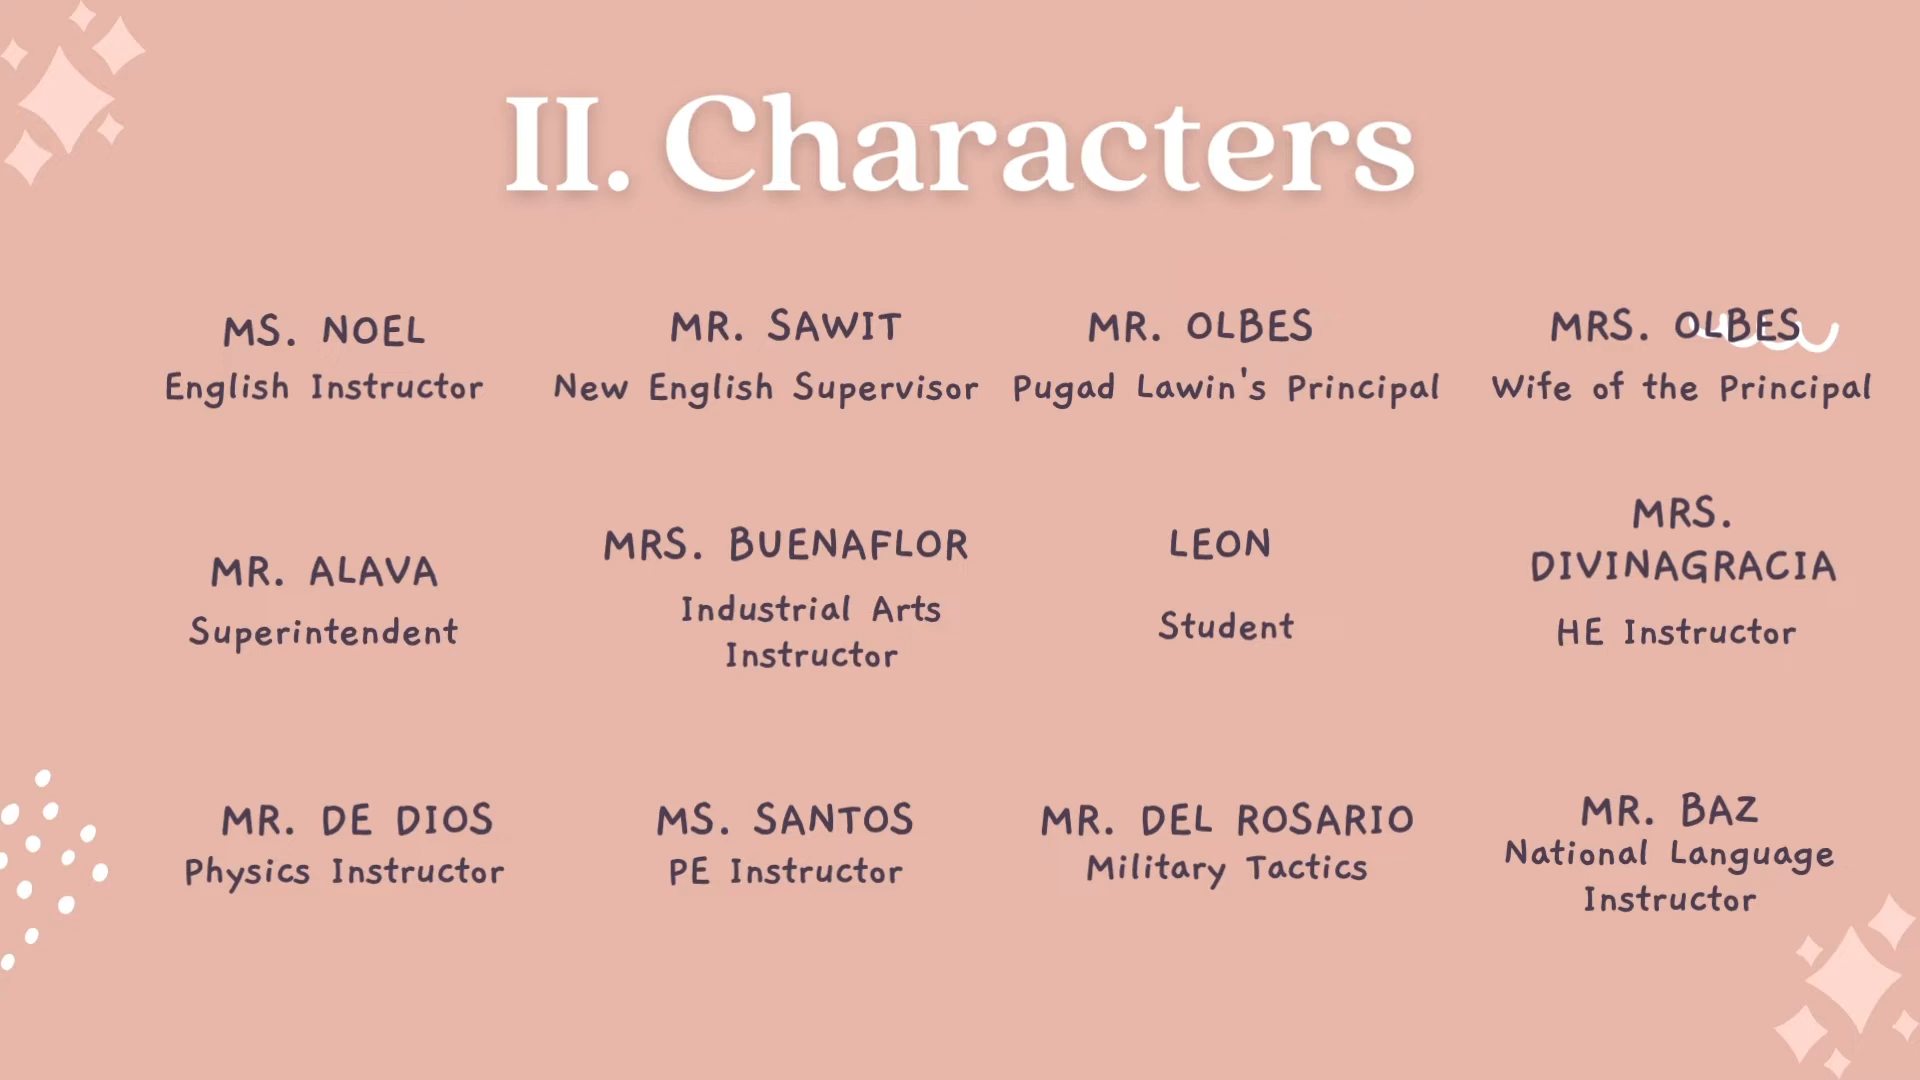 II. Characters
MS. NOEL
English Instructor
MR. SAWIT
New English Supervisor
MR. OLBES
Pugad Lawin's Principal
MRS. OLBES
Wife of the Principal
MR. ALAVA
Superintendent
MRS. BUENAFLOR
Industrial Arts
Instructor
LEON
Student
MRS.
DIVINAGRACIA
HE Instructor
MR. DE DIOS
Physics Instructor
MS. SANTOS
PE Instructor
MR. DEL ROSARIO
Military Tactics
MR. BAZ
National Language
Instructor